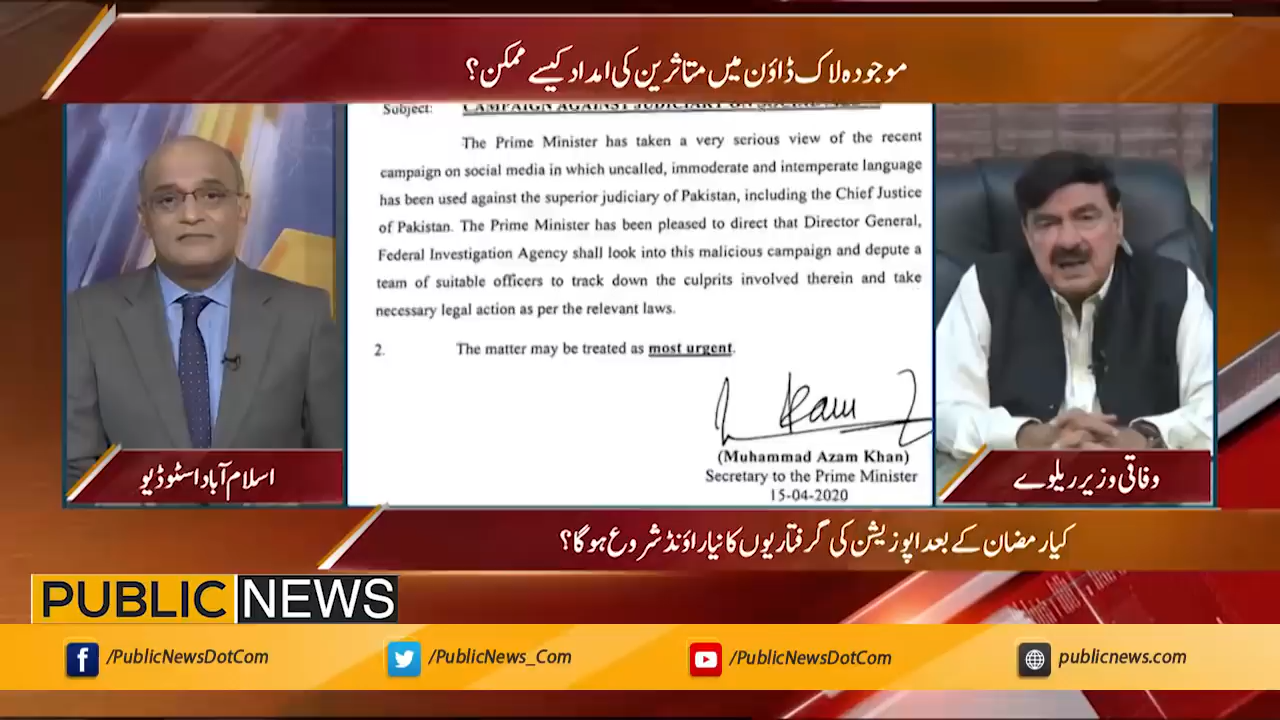 موجودہ لاک ڈاؤن میں متاثرین کی امداد کیسے ممکن؟
Subject: CAMPAIGN AGAINST JUDICIARY ON SOCIAL
The Prime Minister has taken a very serious view of the recent
campaign on social media in which uncalled, immoderate and intemperate language
has been used against the superior judiciary of Pakistan, including the Chief Justice
of Pakistan. The Prime Minister has been pleased to direct that Director General,
Federal Investigation Agency shall look into this malicious campaign and depute a
team of suitable officers to track down the culprits involved therein and take
necessary legal action as per the relevant laws.
2. The matter may be treated as most urgent.
(Muhammad Azam Khan)
Secretary to the Prime Minister
15-04-2020
اسلام آباد اسٹوڈیو
وفاقی وزیر ریلوے
کیا رمضان کے بعد اپوزیشن کی گرفتاریوں کا نیا راؤنڈ شروع ہوگا؟
PUBLIC NEWS
/PublicNewsDotCom
/PublicNews_Com
/PublicNewsDotCom
publicnews.com